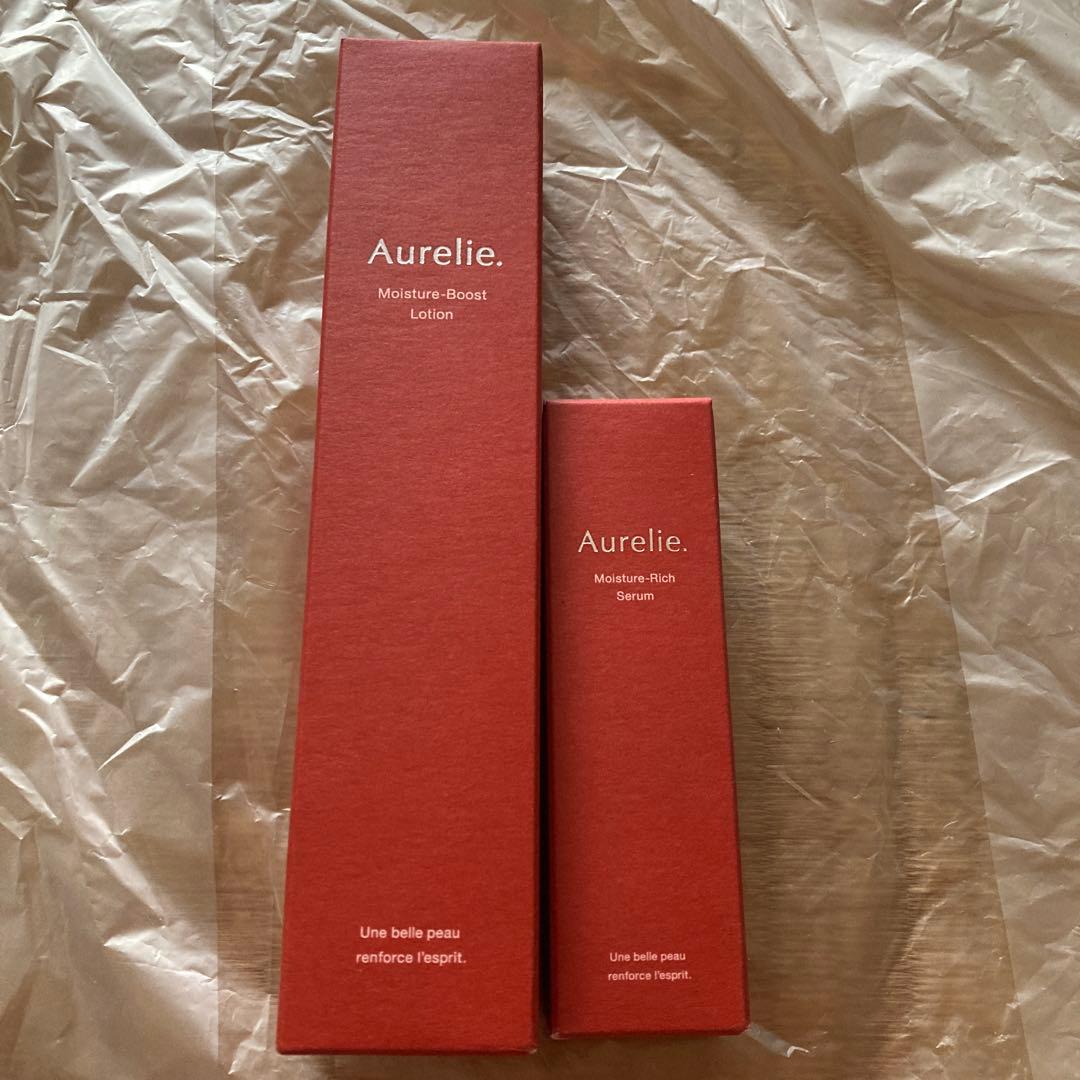 Aurelie.
Moisture-Boost
Lotion
Une belle peau
renforce l'esprit.
Aurelie.
Moisture-Rich
Serum
Une belle peau
renforce l'esprit.